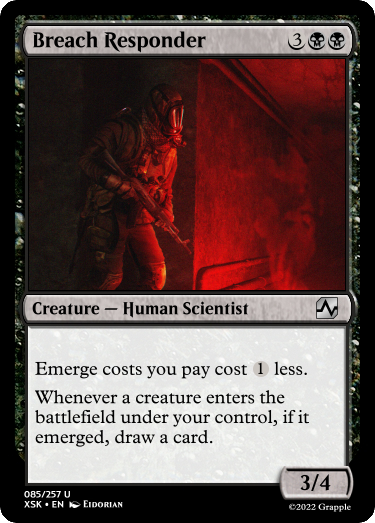 Breach Responder 3
Creature — Human Scientist
Emerge costs you pay cost 1 less.
Whenever a creature enters the
battlefield under your control, if it
emerged, draw a card.
3/4
085/257 U
XSK • EN Eidorian
©2022 Grapple